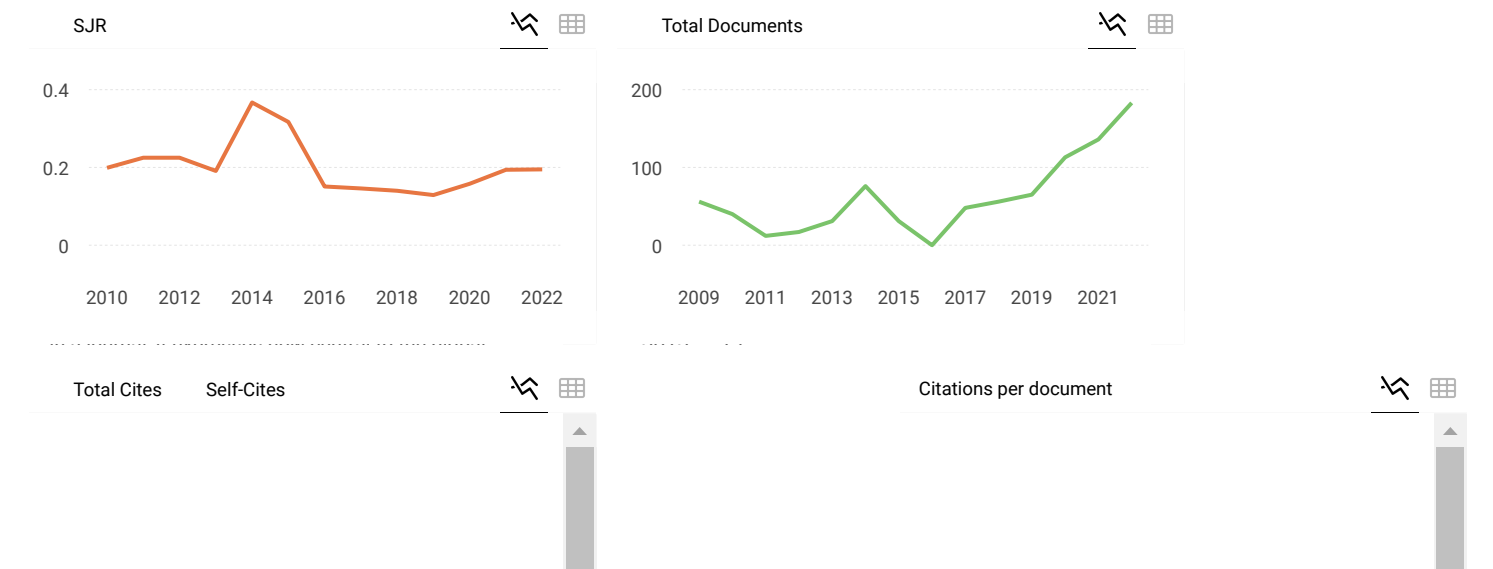 SJR
0.4
0.2
0
2010 2012 2014 2016 2018 2020 2022
Total Documents
200
100
0
2009 2011 2013 2015 2017 2019 2021
Total Cites Self-Cites
Citations per document